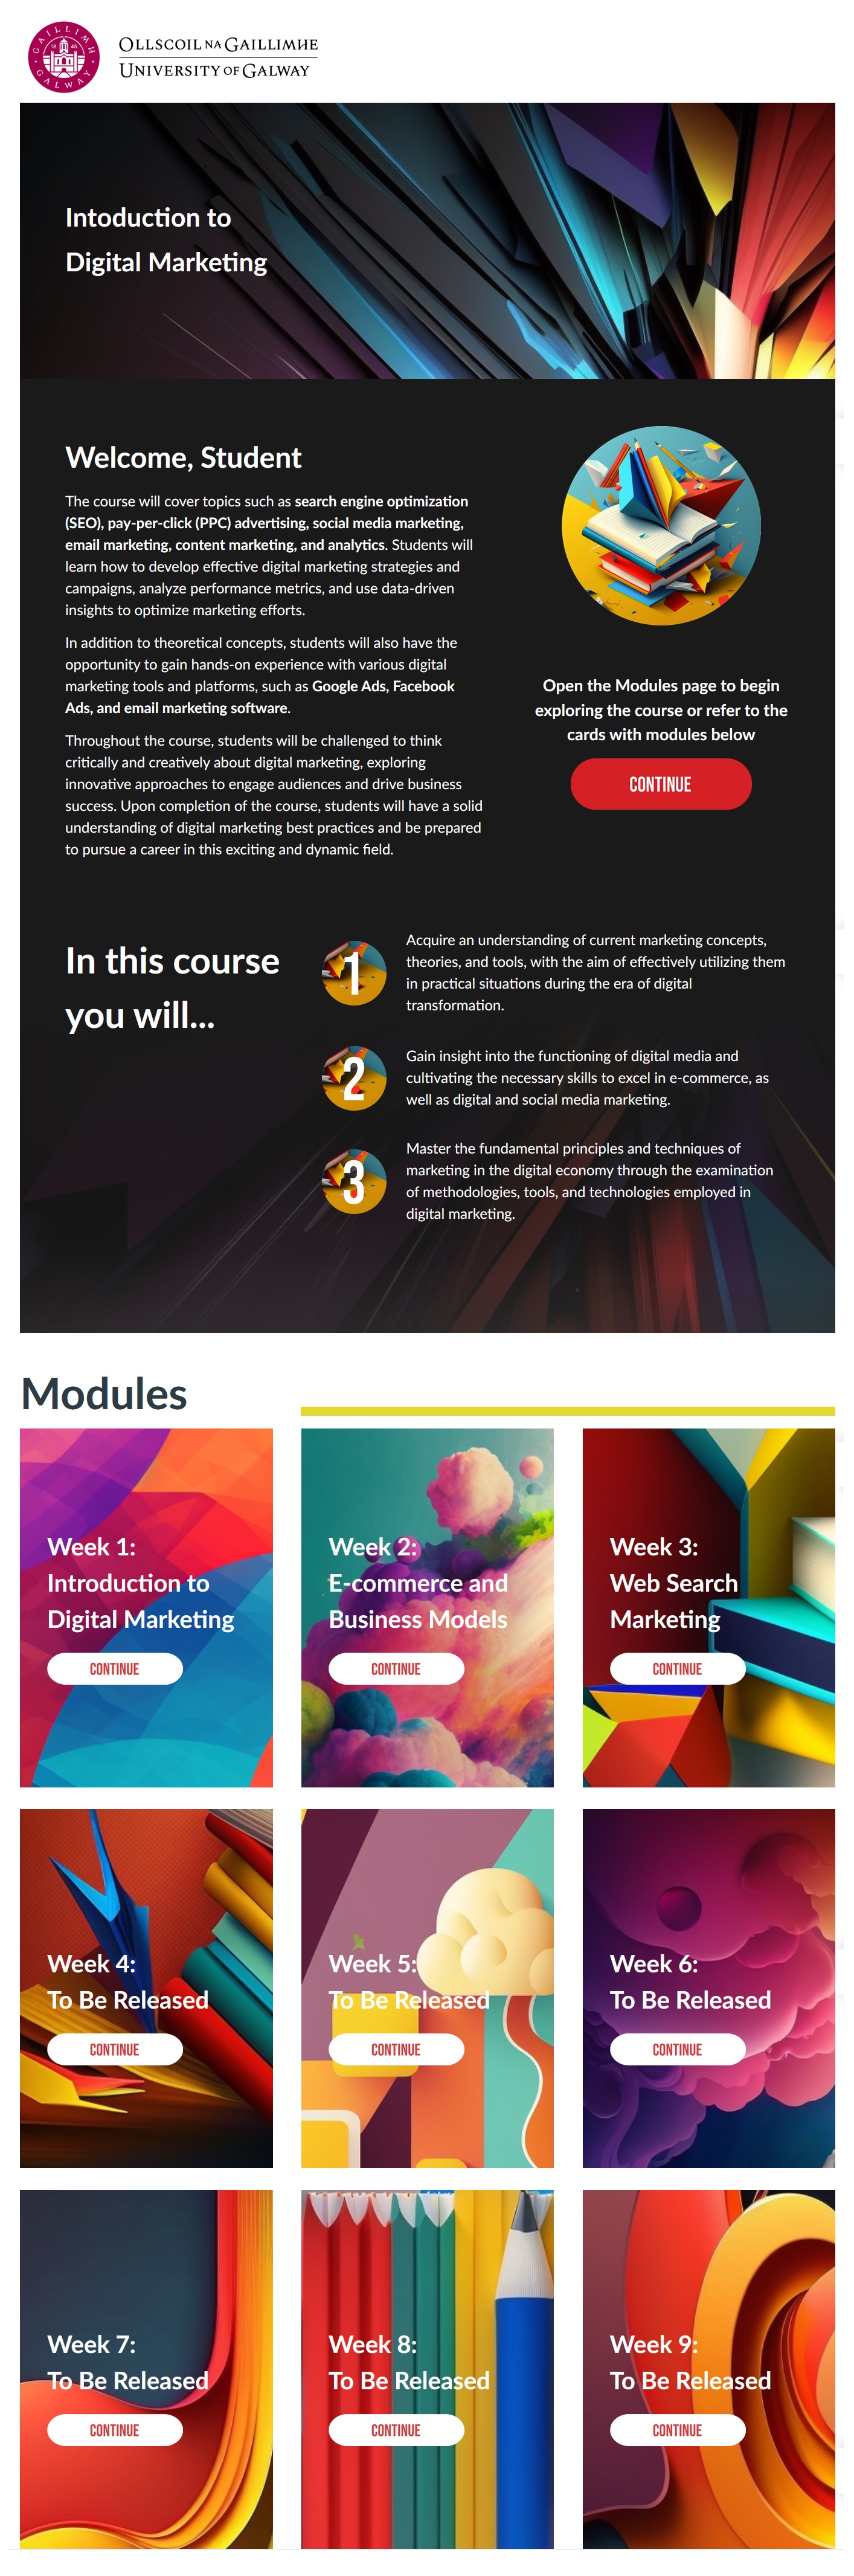 GAILLIMH
18 45
GALWAY
OLLSCOIL NA GAILLIMHE
UNIVERSITY OF GALWAY
Intoduction to
Digital Marketing
Welcome, Student
The course will cover topics such as search engine optimization
(SEO), pay-per-click (PPC) advertising, social media marketing,
email marketing, content marketing, and analytics. Students will
learn how to develop effective digital marketing strategies and
campaigns, analyze performance metrics, and use data-driven
insights to optimize marketing efforts.
In addition to theoretical concepts, students will also have the
opportunity to gain hands-on experience with various digital
marketing tools and platforms, such as Google Ads, Facebook
Ads, and email marketing software.
Throughout the course, students will be challenged to think
critically and creatively about digital marketing, exploring
innovative approaches to engage audiences and drive business
success. Upon completion of the course, students will have a solid
understanding of digital marketing best practices and be prepared
to pursue a career in this exciting and dynamic field.
Open the Modules page to begin
exploring the course or refer to the
cards with modules below
CONTINUE
In this course
you will...
1
Acquire an understanding of current marketing concepts,
theories, and tools, with the aim of effectively utilizing them
in practical situations during the era of digital
transformation.
2
Gain insight into the functioning of digital media and
cultivating the necessary skills to excel in e-commerce, as
well as digital and social media marketing.
3
Master the fundamental principles and techniques of
marketing in the digital economy through the examination
of methodologies, tools, and technologies employed in
digital marketing.
Modules
Week 1:
Introduction to
Digital Marketing
CONTINUE
Week 2:
E-commerce and
Business Models
CONTINUE
Week 3:
Web Search
Marketing
CONTINUE
Week 4:
To Be Released
CONTINUE
Week 5:
To Be Released
CONTINUE
Week 6:
To Be Released
CONTINUE
Week 7:
To Be Released
CONTINUE
Week 8:
To Be Released
CONTINUE
Week 9:
To Be Released
CONTINUE